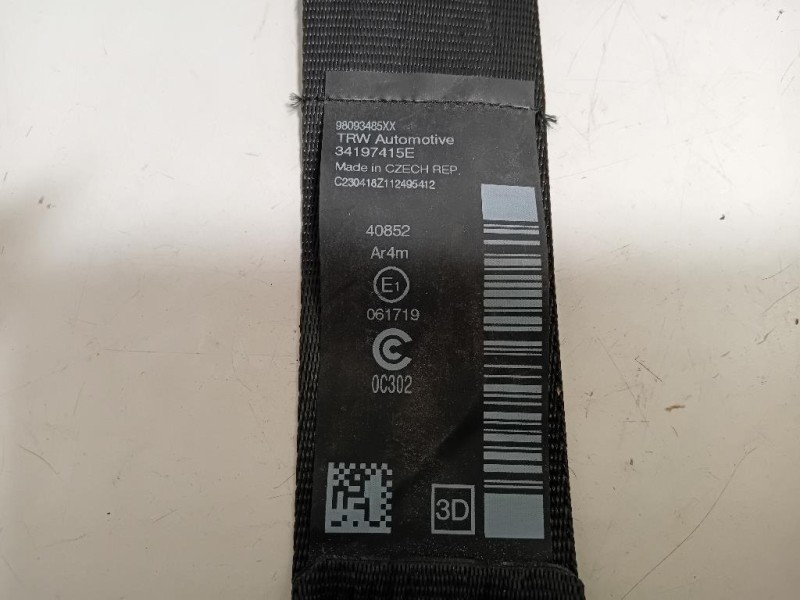 98093485XX
TRW Automotive
34197415E
Made in CZECH REP.
C230418Z112495412
40852
Ar4m
E1
061719
0C302
3D